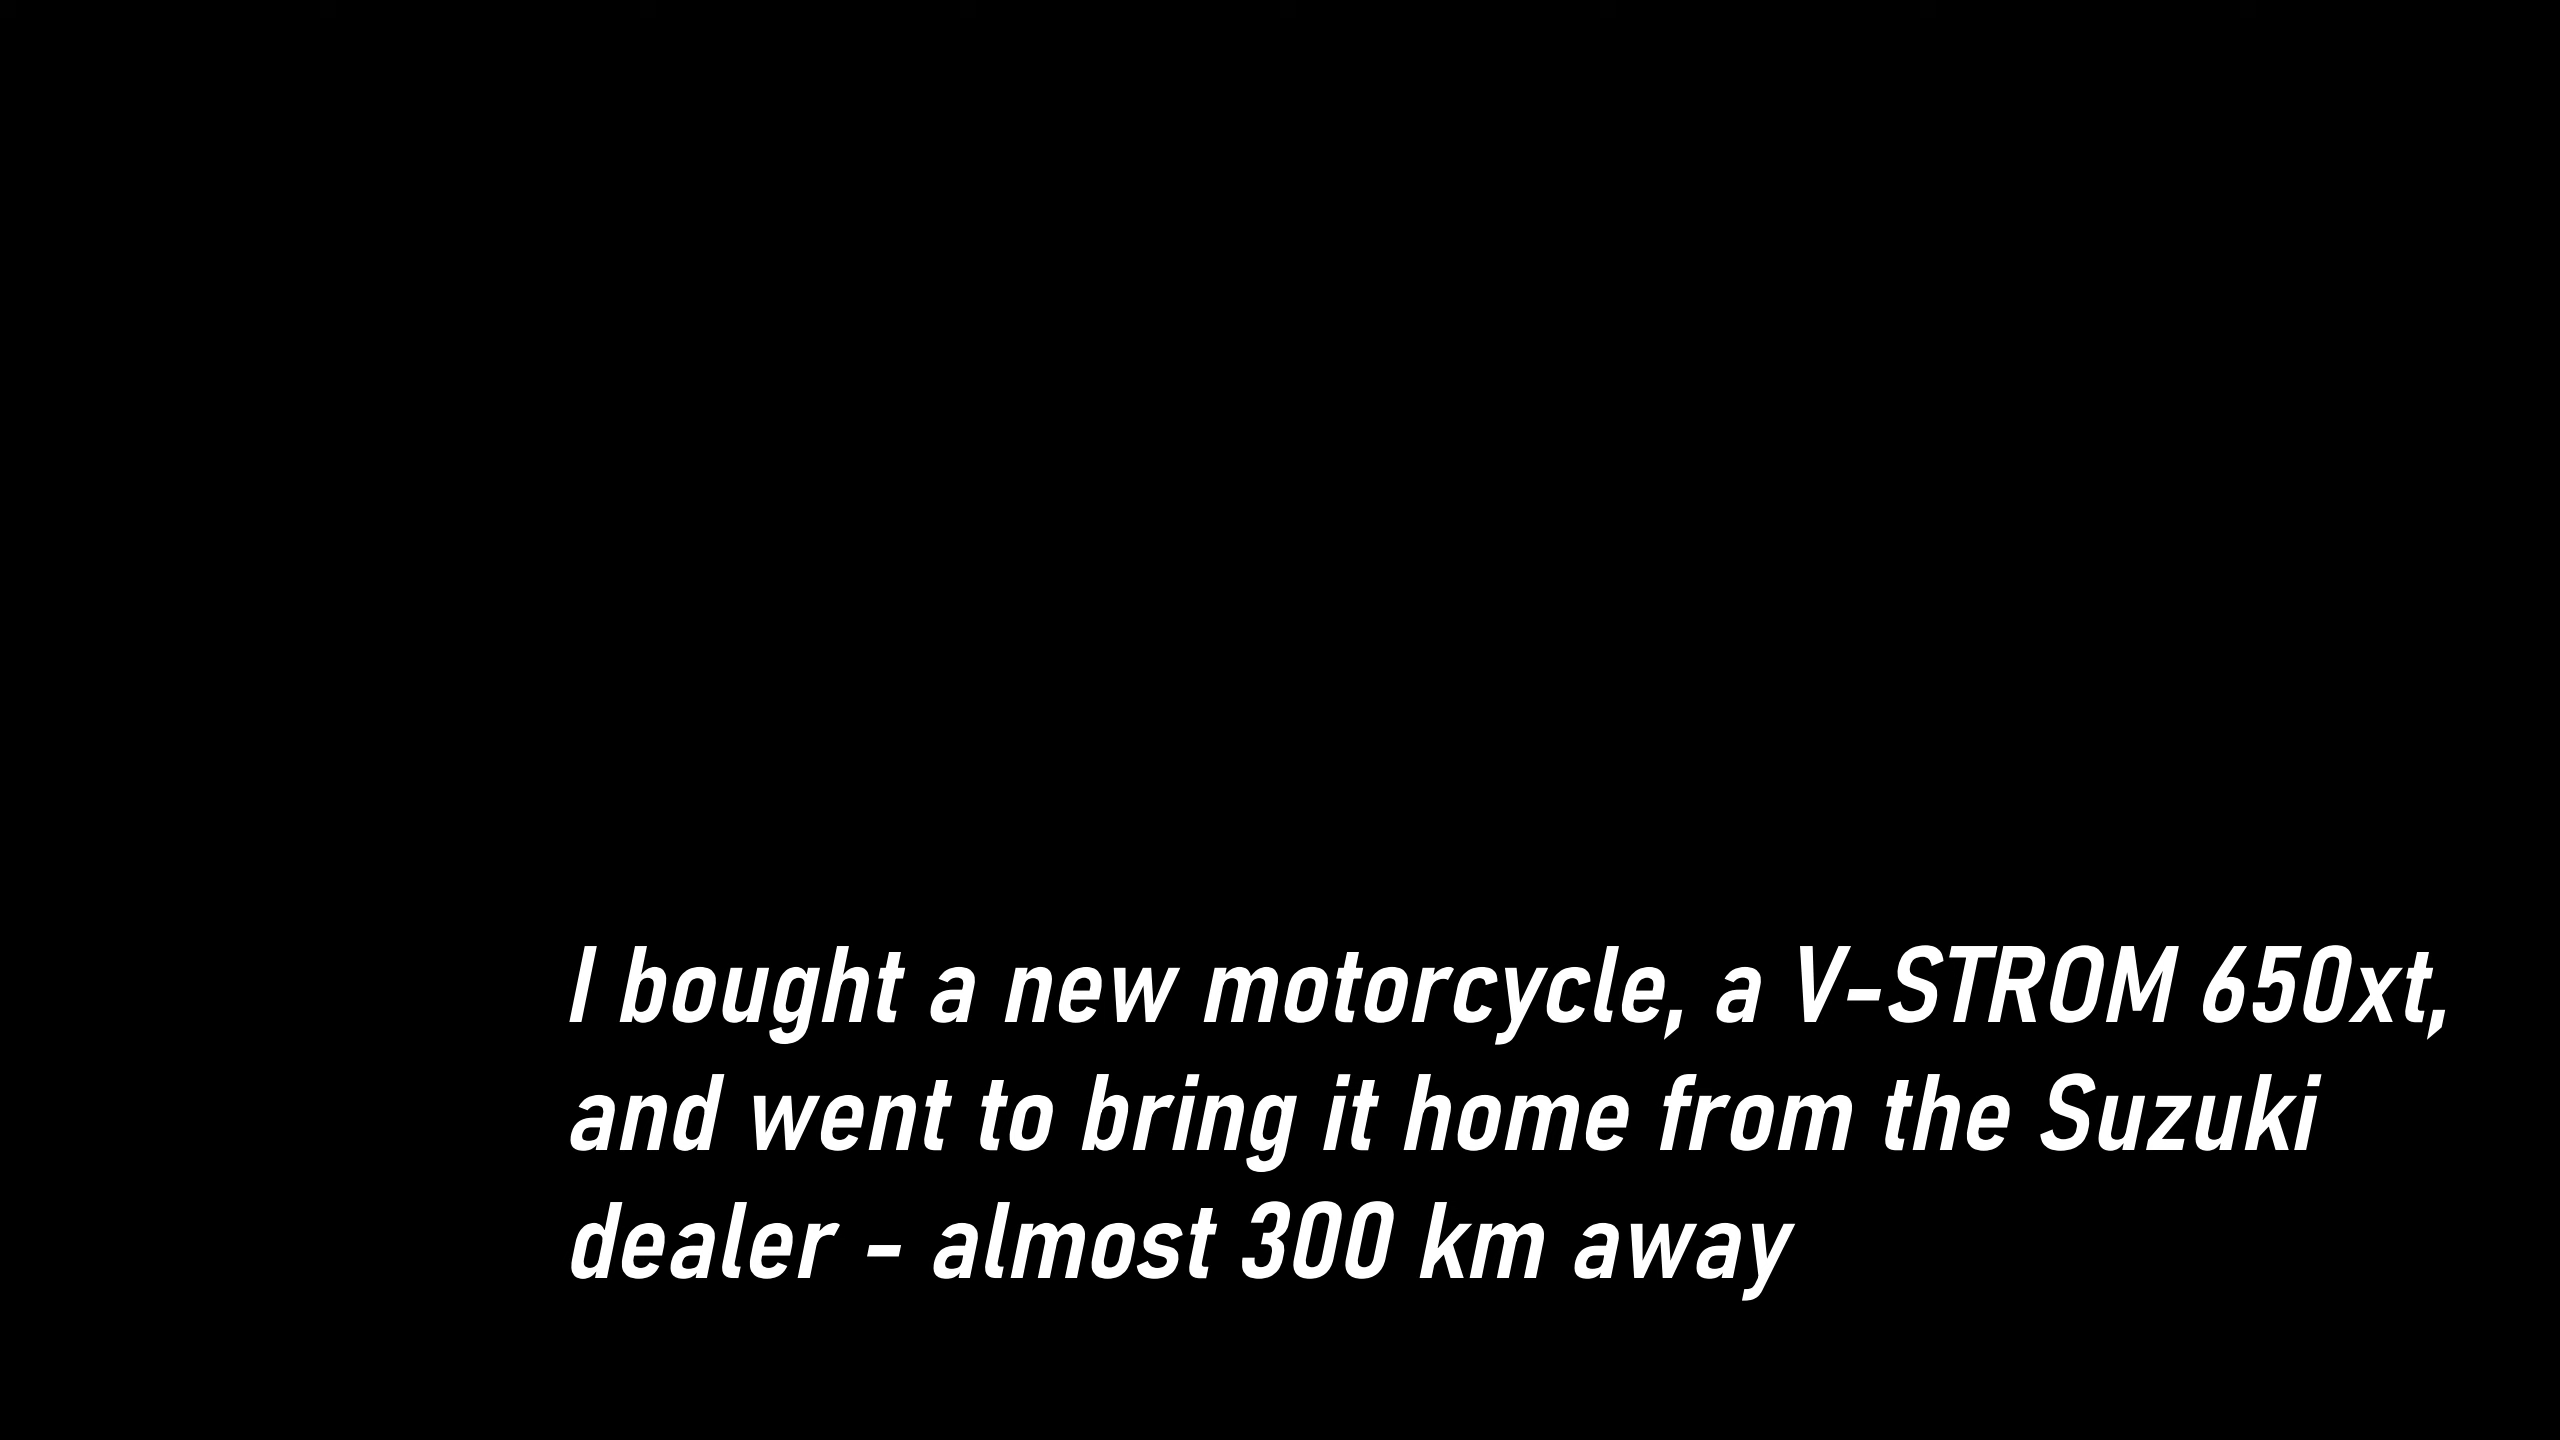 I bought a new motorcycle, a V-STROM 650xt,
and went to bring it home from the Suzuki
dealer - almost 300 km away